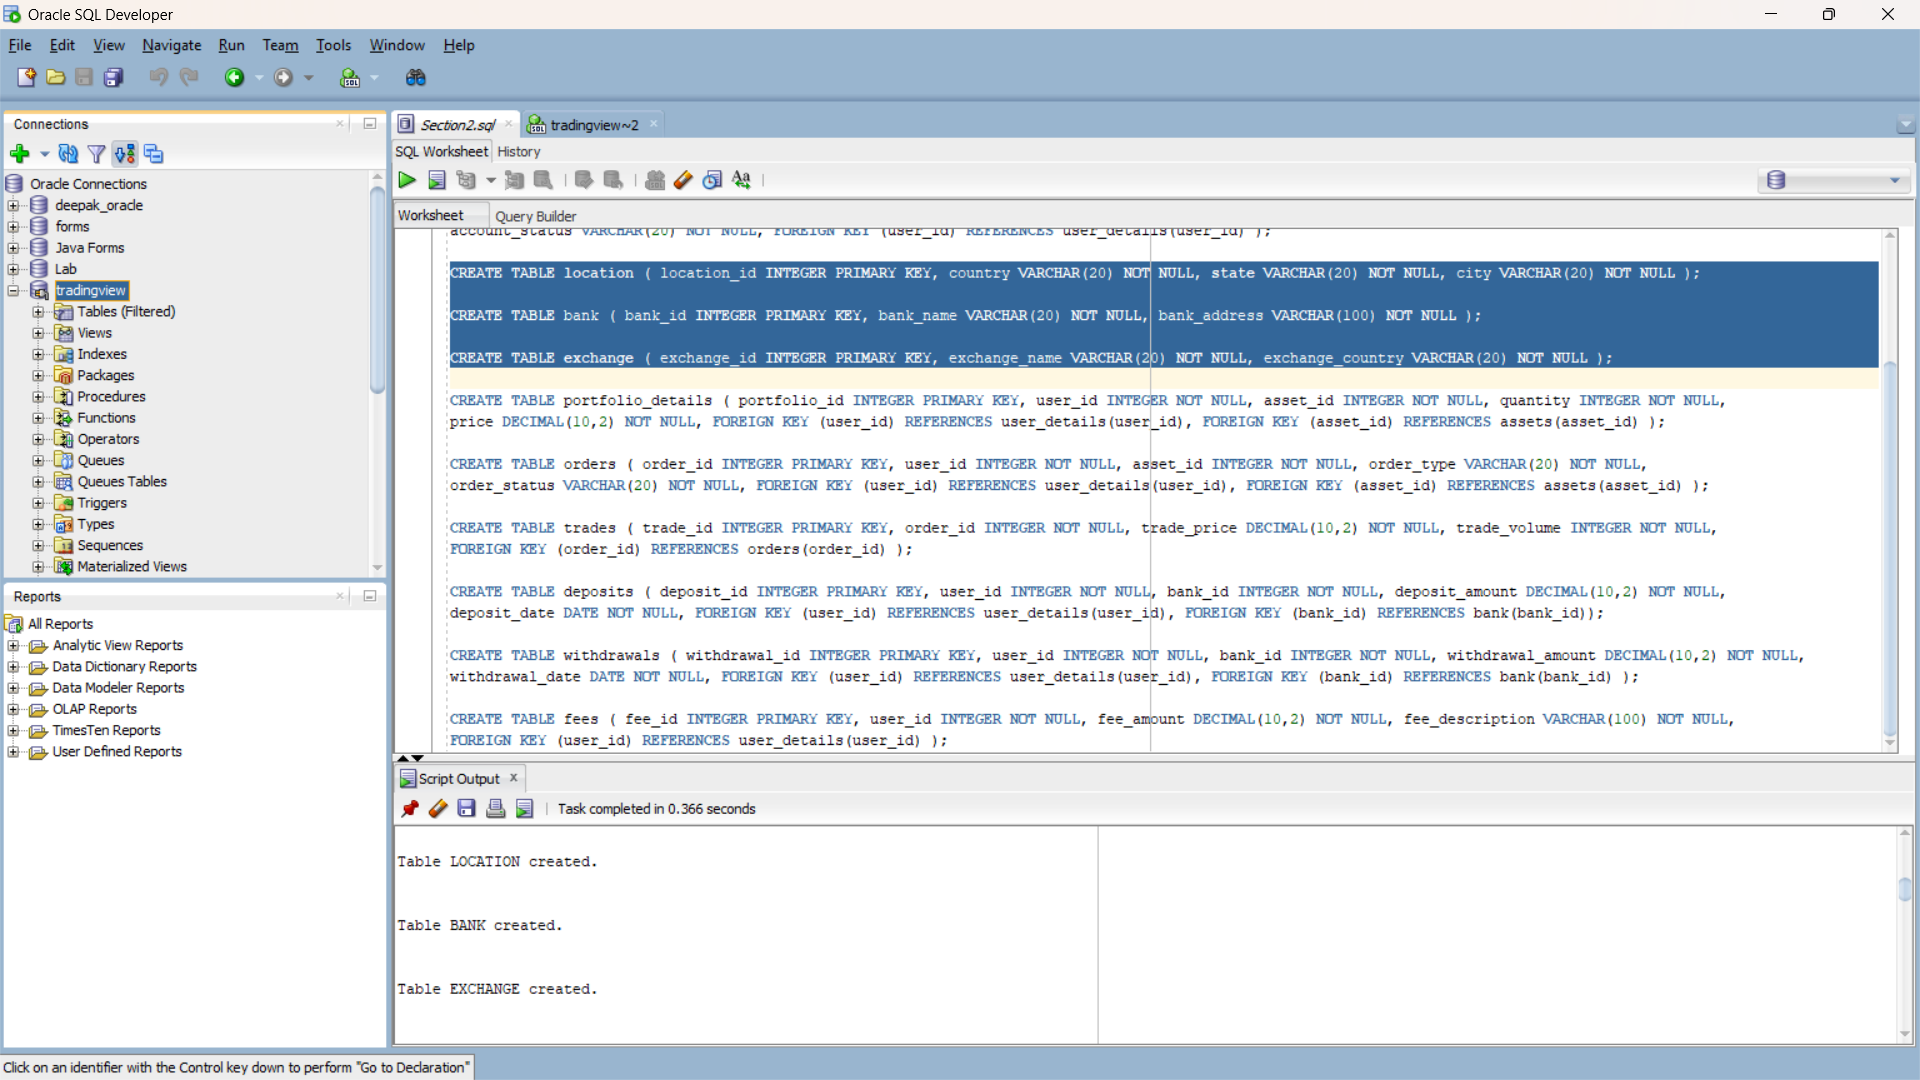 Oracle SQL Developer
File Edit View Navigate Run Team Tools Window Help
Connections
Oracle Connections
deepak_oracle
forms
Java Forms
Lab
tradingview
Tables (Filtered)
Views
Indexes
Packages
Procedures
Functions
Operators
Queues
Queues Tables
Triggers
Types
Sequences
Materialized Views
Reports
All Reports
Analytic View Reports
Data Dictionary Reports
Data Modeler Reports
OLAP Reports
TimesTen Reports
User Defined Reports
Section2.sql tradingview~2
SQL Worksheet History
Worksheet Query Builder
account_status VARCHAR(20) NOT NULL, FOREIGN KEY (user_id) REFERENCES user_details(user_id) );
CREATE TABLE location ( location_id INTEGER PRIMARY KEY, country VARCHAR(20) NOT NULL, state VARCHAR(20) NOT NULL, city VARCHAR(20) NOT NULL );
CREATE TABLE bank ( bank_id INTEGER PRIMARY KEY, bank_name VARCHAR(20) NOT NULL, bank_address VARCHAR(100) NOT NULL );
CREATE TABLE exchange ( exchange_id INTEGER PRIMARY KEY, exchange_name VARCHAR(20) NOT NULL, exchange_country VARCHAR(20) NOT NULL );
CREATE TABLE portfolio_details ( portfolio_id INTEGER PRIMARY KEY, user_id INTEGER NOT NULL, asset_id INTEGER NOT NULL, quantity INTEGER NOT NULL,
price DECIMAL(10,2) NOT NULL, FOREIGN KEY (user_id) REFERENCES user_details(user_id), FOREIGN KEY (asset_id) REFERENCES assets(asset_id) );
CREATE TABLE orders ( order_id INTEGER PRIMARY KEY, user_id INTEGER NOT NULL, asset_id INTEGER NOT NULL, order_type VARCHAR(20) NOT NULL,
order_status VARCHAR(20) NOT NULL, FOREIGN KEY (user_id) REFERENCES user_details(user_id), FOREIGN KEY (asset_id) REFERENCES assets(asset_id) );
CREATE TABLE trades ( trade_id INTEGER PRIMARY KEY, order_id INTEGER NOT NULL, trade_price DECIMAL(10,2) NOT NULL, trade_volume INTEGER NOT NULL,
FOREIGN KEY (order_id) REFERENCES orders(order_id) );
CREATE TABLE deposits ( deposit_id INTEGER PRIMARY KEY, user_id INTEGER NOT NULL, bank_id INTEGER NOT NULL, deposit_amount DECIMAL(10,2) NOT NULL,
deposit_date DATE NOT NULL, FOREIGN KEY (user_id) REFERENCES user_details(user_id), FOREIGN KEY (bank_id) REFERENCES bank(bank_id));
CREATE TABLE withdrawals ( withdrawal_id INTEGER PRIMARY KEY, user_id INTEGER NOT NULL, bank_id INTEGER NOT NULL, withdrawal_amount DECIMAL(10,2) NOT NULL,
withdrawal_date DATE NOT NULL, FOREIGN KEY (user_id) REFERENCES user_details(user_id), FOREIGN KEY (bank_id) REFERENCES bank(bank_id) );
CREATE TABLE fees ( fee_id INTEGER PRIMARY KEY, user_id INTEGER NOT NULL, fee_amount DECIMAL(10,2) NOT NULL, fee_description VARCHAR(100) NOT NULL,
FOREIGN KEY (user_id) REFERENCES user_details(user_id) );
Script Output
Task completed in 0.366 seconds
Table LOCATION created.
Table BANK created.
Table EXCHANGE created.
Click on an identifier with the Control key down to perform "Go to Declaration"